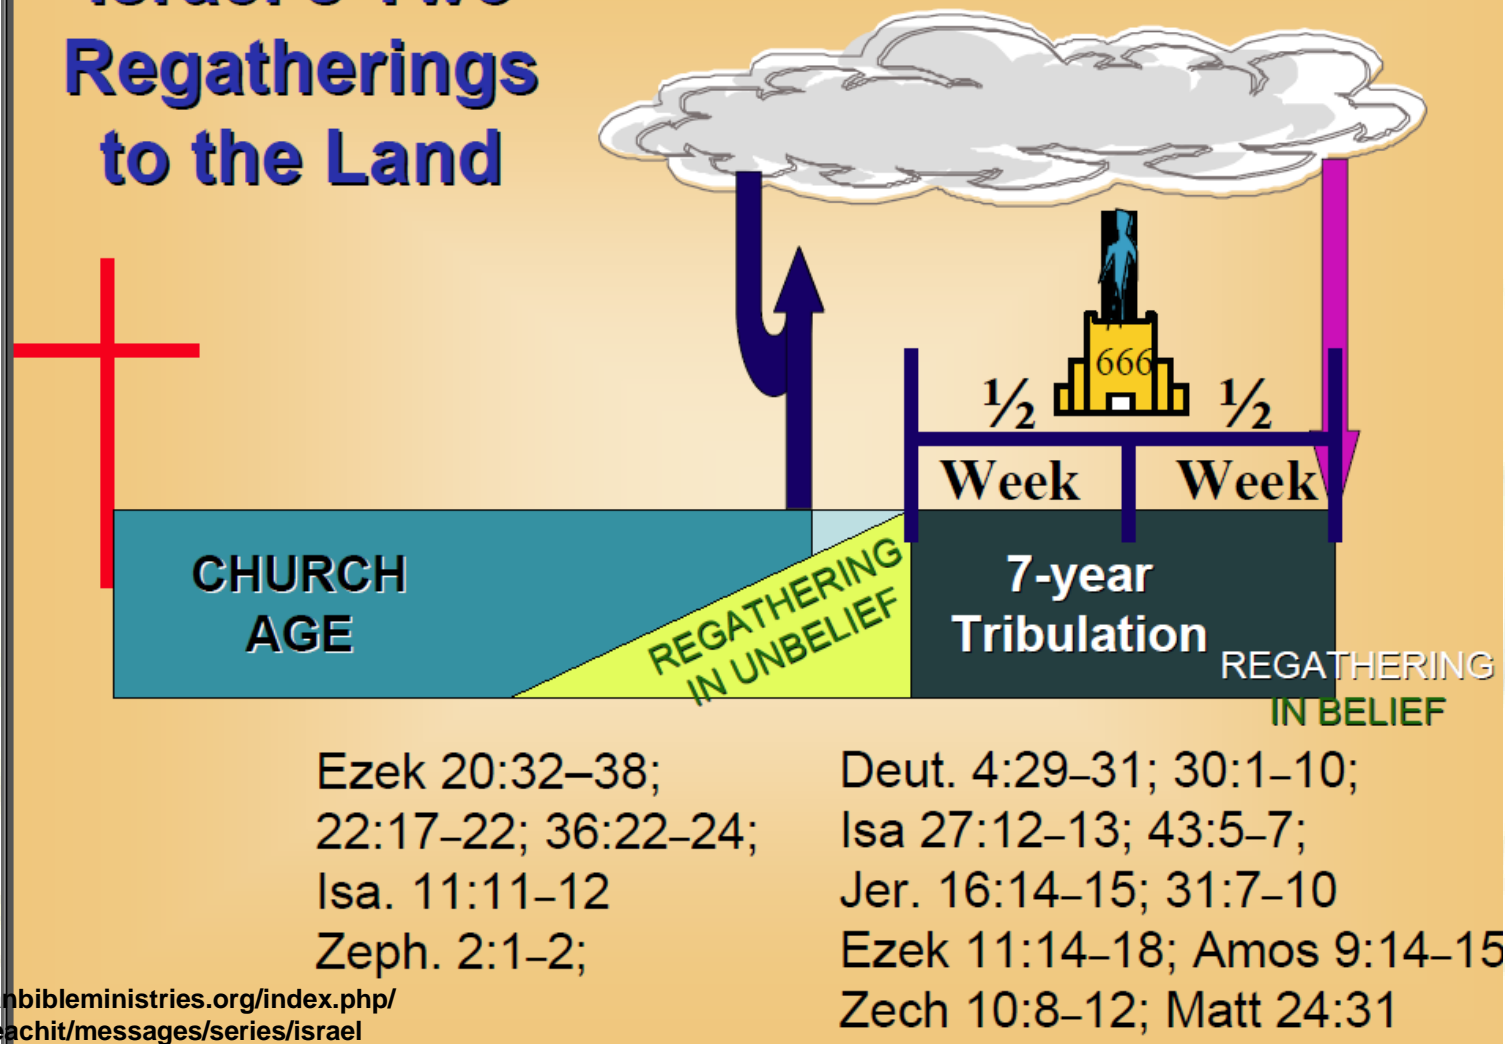 Regatherings
to the Land
666
½
½
Week
Week
CHURCH
AGE
REGATHERING
IN UNBELIEF
7-year
Tribulation
REGATHERING
IN BELIEF
Ezek 20:32–38;
22:17–22; 36:22–24;
Isa. 11:11–12
Zeph. 2:1–2;
Deut. 4:29–31; 30:1–10;
Isa 27:12–13; 43:5–7;
Jer. 16:14–15; 31:7–10
Ezek 11:14–18; Amos 9:14–15
Zech 10:8–12; Matt 24:31
nbibleministries.org/index.php/
eachit/messages/series/israel